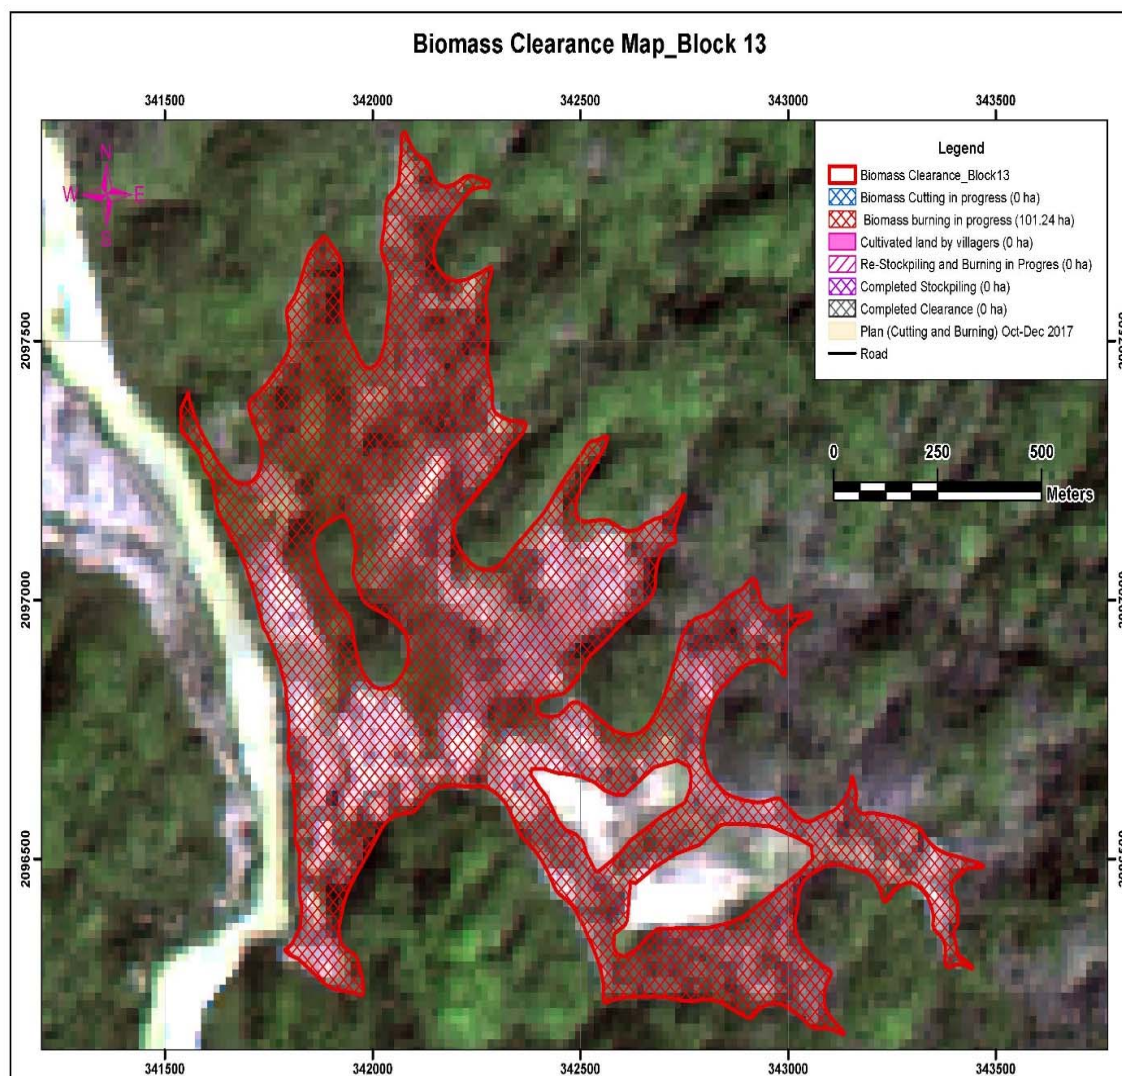 Biomass Clearance Map_Block 13
341500 342000 342500 343000 343500
N
W E
S
Legend
Biomass Clearance_Block13
Biomass Cutting in progress (0 ha)
Biomass burning in progress (101.24 ha)
Cultivated land by villagers (0 ha)
Re-Stockpiling and Burning in Progres (0 ha)
Completed Stockpiling (0 ha)
Completed Clearance (0 ha)
Plan (Cutting and Burning) Oct-Dec 2017
Road
2097500 2097500
0 250 500
Meters
2097000 2097000
2096500 2096500
341500 342000 342500 343000 343500